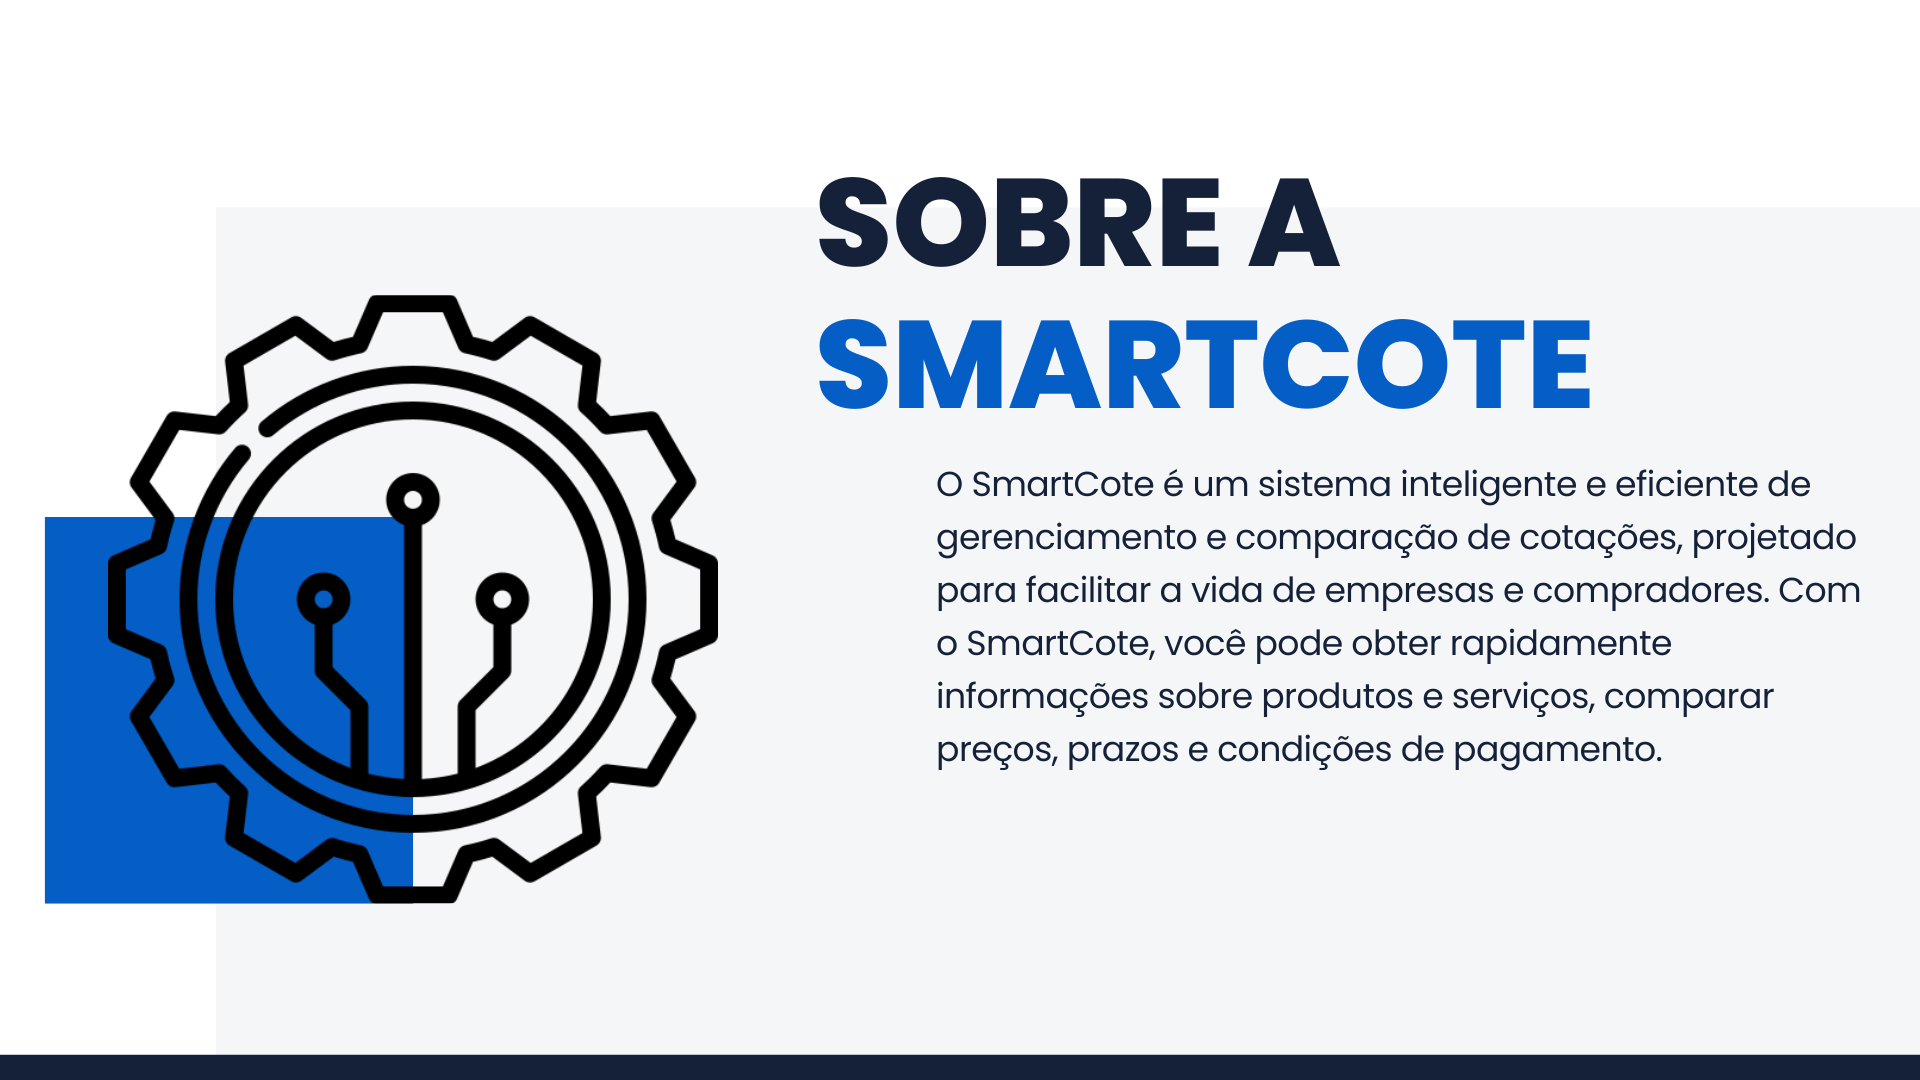 SOBRE A
SMARTCOTE
O SmartCote é um sistema inteligente e eficiente de
gerenciamento e comparação de cotações, projetado
para facilitar a vida de empresas e compradores. Com
o SmartCote, você pode obter rapidamente
informações sobre produtos e serviços, comparar
preços, prazos e condições de pagamento.